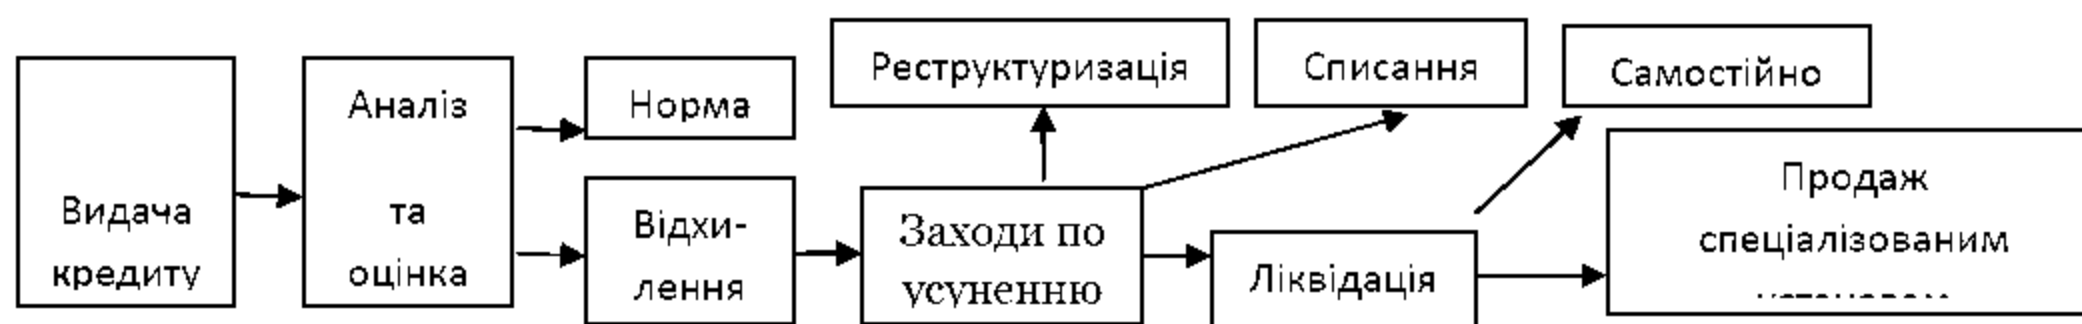 Видача
кредиту
Аналіз
та
оцінка
Норма
Відхи-
лення
Реструктуризація
Заходи по
усуненню
Списання
Ліквідація
Самостійно
Продаж
спеціалізованим